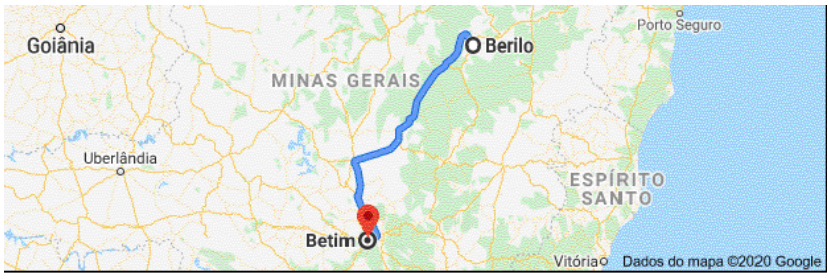 Porto Seguro
Goiânia
Berilo
MINAS GERAIS
Uberlândia
ESPÍRITO
SANTO
Betim
Vitória
Dados do mapa ©2020 Google